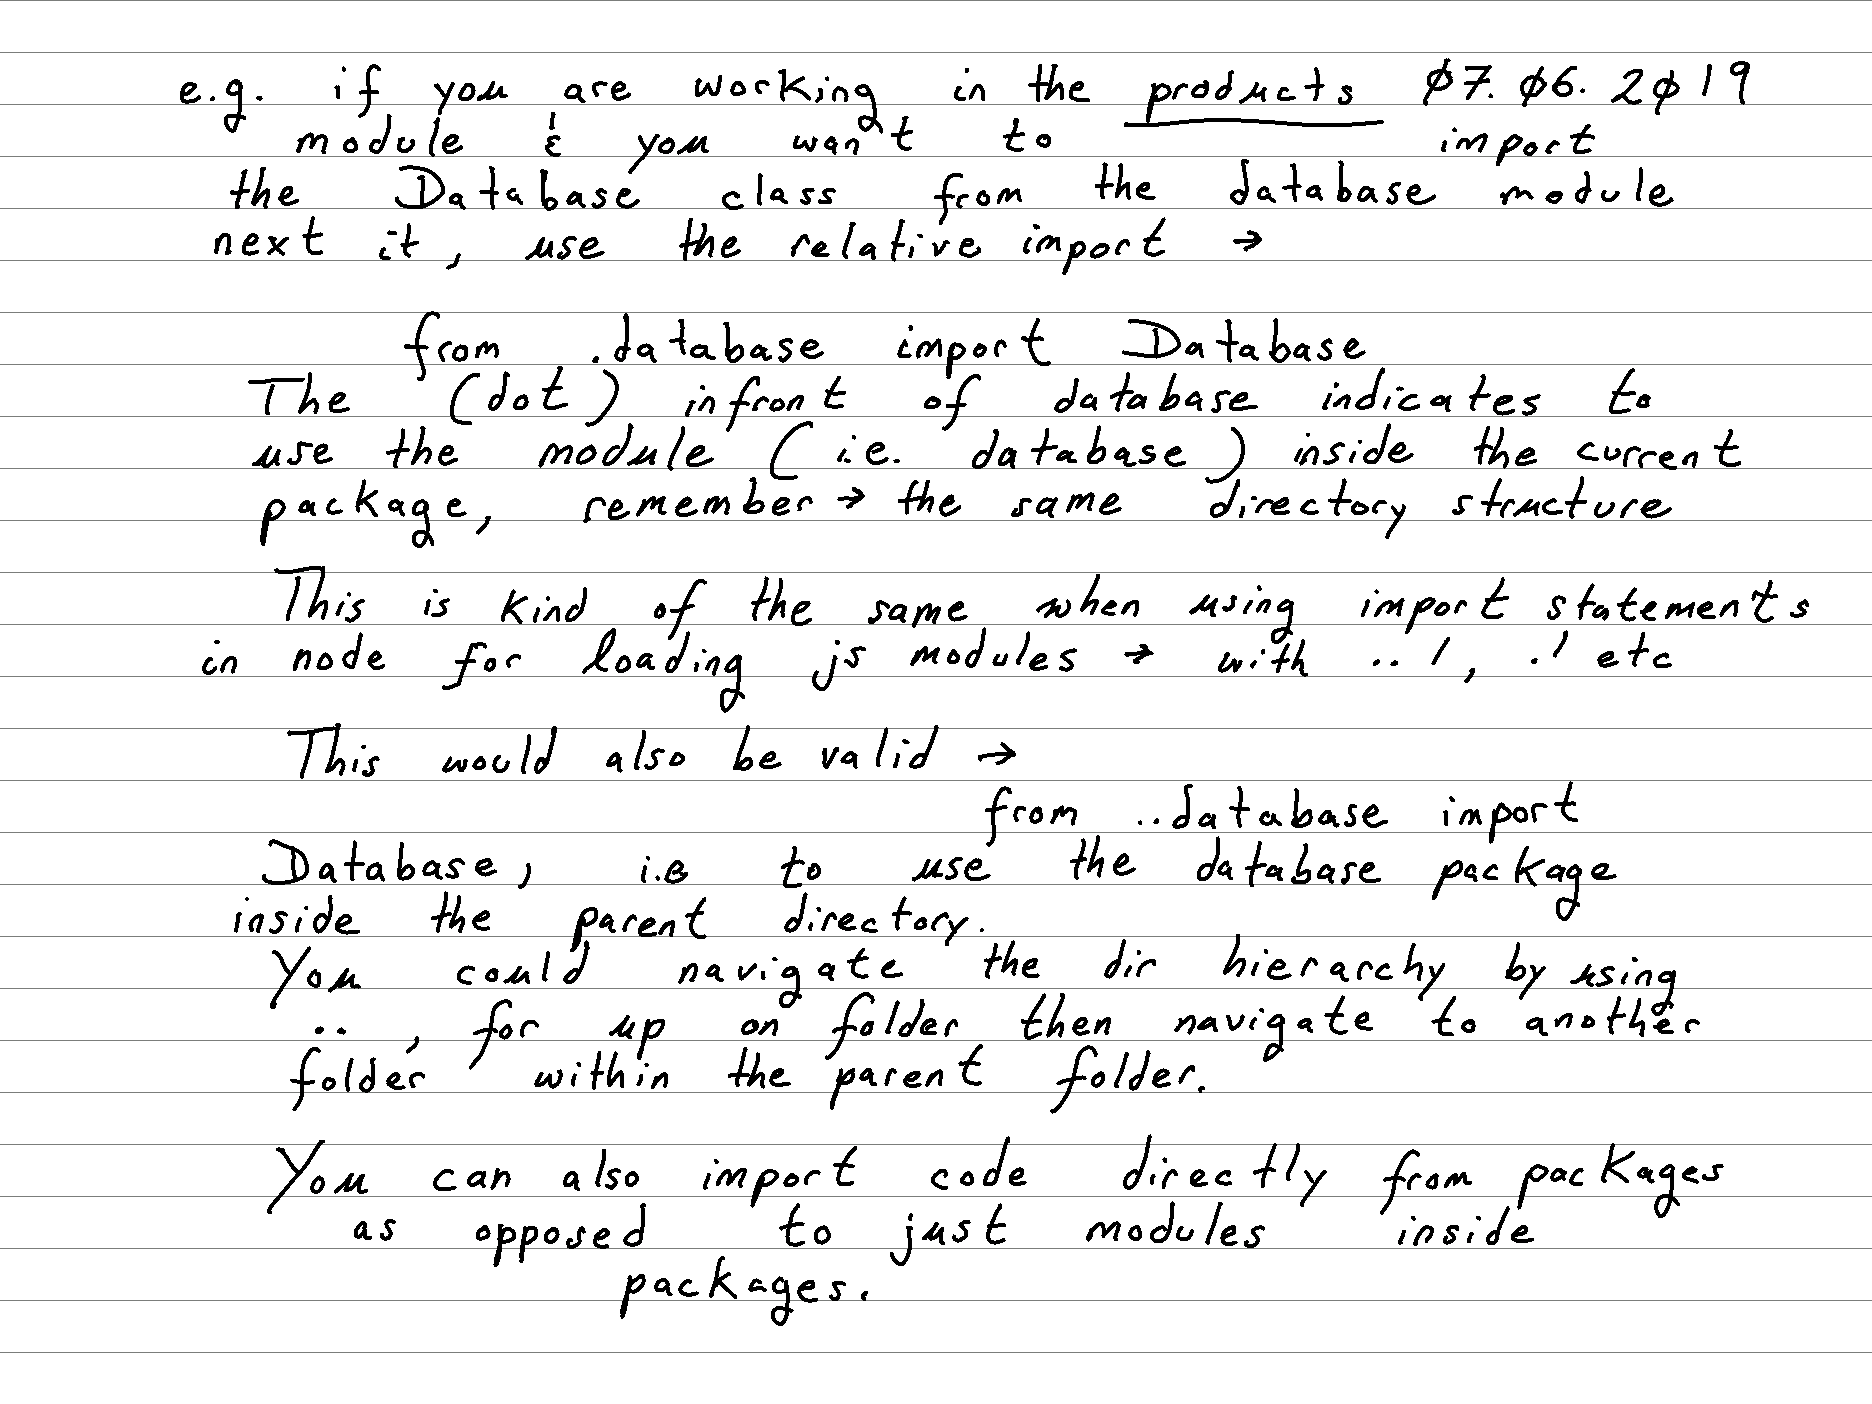 e.g. if you are working in the products 07.06.2019
module & you want to import
the Database class from the database module
next it, use the relative import →
from .database import Database
The (dot) infront of database indicates to
use the module (i.e. database) inside the current
package, remember → the same directory structure
This is kind of the same when using import statements
in node for loading js modules → with ../, ./ etc
This would also be valid →
from ..database import
Database, i.e to use the database package
inside the parent directory.
You could navigate the dir hierarchy by using
.., for up on folder then navigate to another
folder within the parent folder.
You can also import code directly from packages
as opposed to just modules inside
packages.